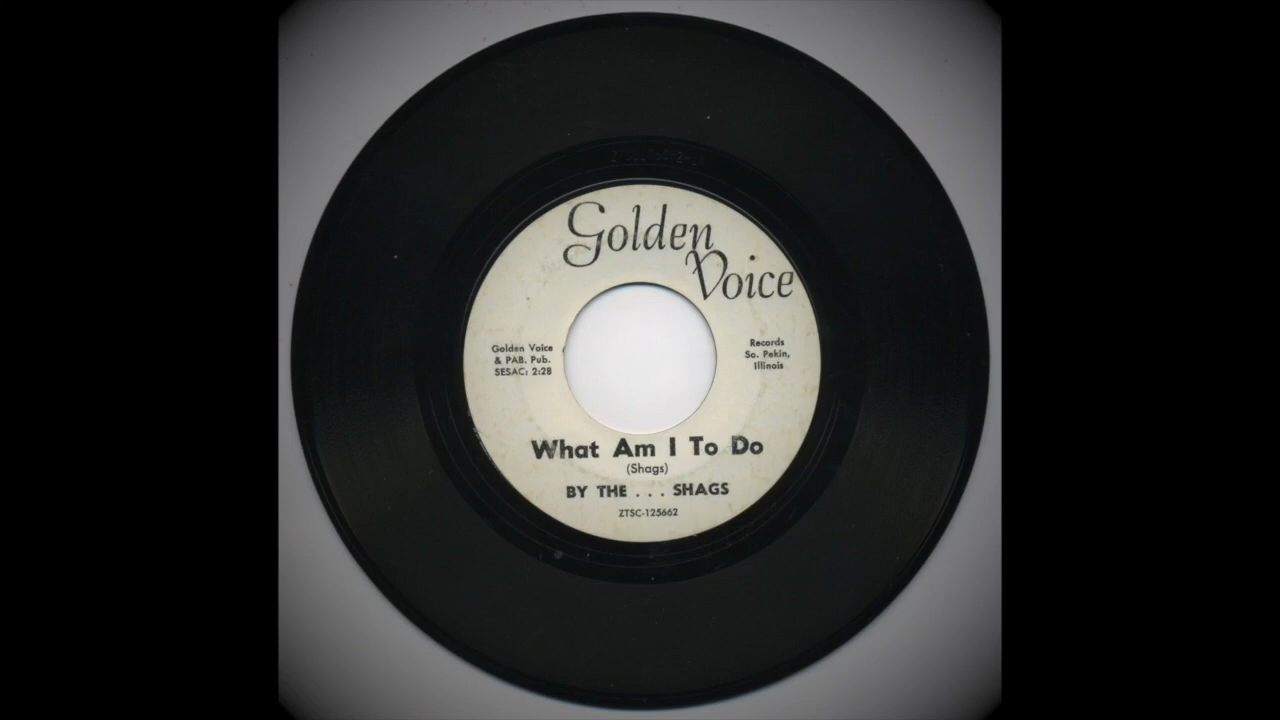 Golden
Voice
Golden Voice
& PAB. Pub.
SESAC: 2:28
Records
So. Pekin,
Illinois
What Am I To Do
(Shags)
BY THE . . . SHAGS
ZTSC-125662